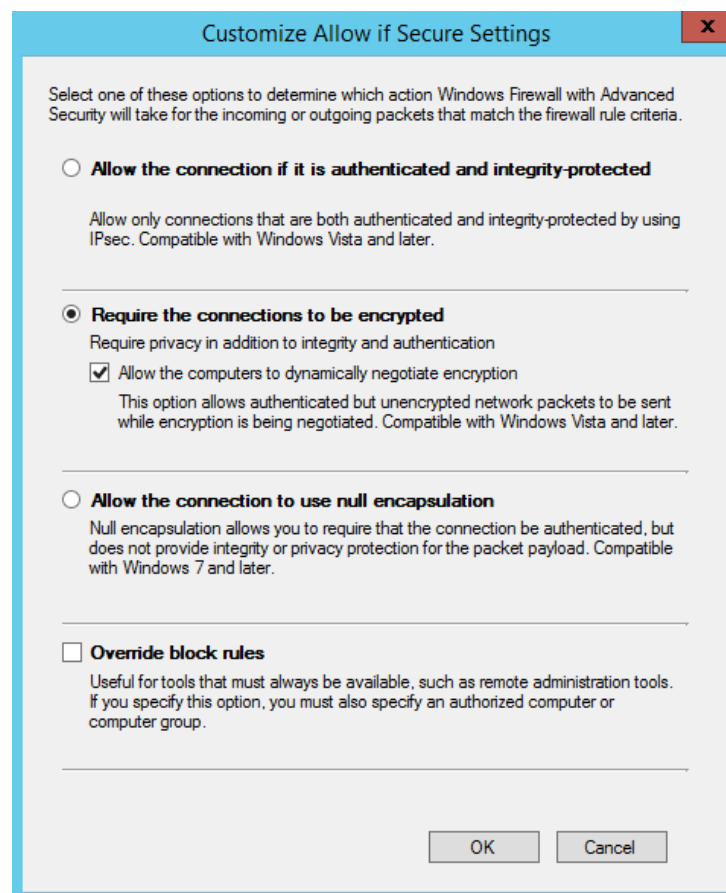 Customize Allow if Secure Settings
x
Select one of these options to determine which action Windows Firewall with Advanced
Security will take for the incoming or outgoing packets that match the firewall rule criteria.
Allow the connection if it is authenticated and integrity-protected
Allow only connections that are both authenticated and integrity-protected by using
IPsec. Compatible with Windows Vista and later.
Require the connections to be encrypted
Require privacy in addition to integrity and authentication
Allow the computers to dynamically negotiate encryption
This option allows authenticated but unencrypted network packets to be sent
while encryption is being negotiated. Compatible with Windows Vista and later.
Allow the connection to use null encapsulation
Null encapsulation allows you to require that the connection be authenticated, but
does not provide integrity or privacy protection for the packet payload. Compatible
with Windows 7 and later.
Override block rules
Useful for tools that must always be available, such as remote administration tools.
If you specify this option, you must also specify an authorized computer or
computer group.
OK
Cancel